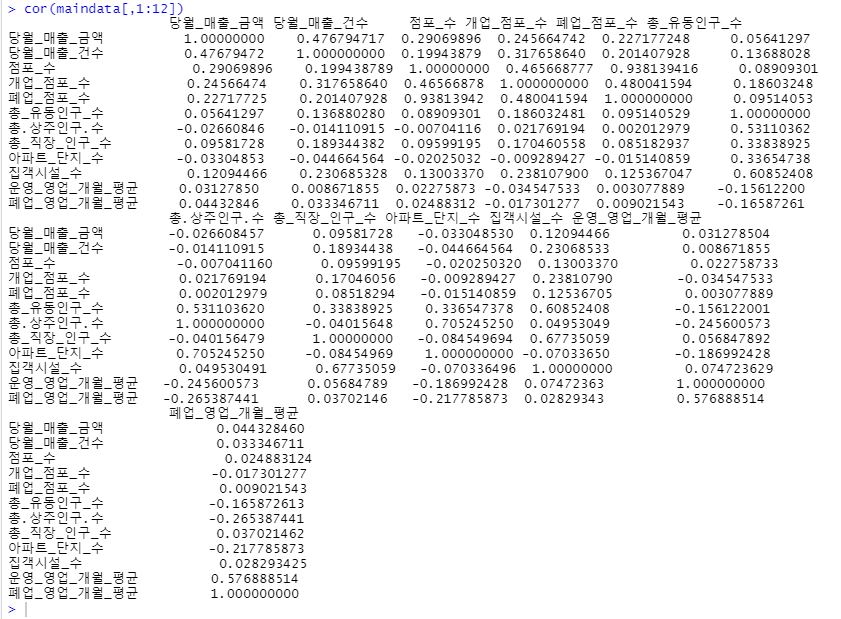 > cor(maindata[,1:12])
당월_매출_금액 당월_매출_건수 점포_수 개업_점포_수 폐업_점포_수 총_유동인구_수
당월_매출_금액 1.00000000 0.476794717 0.29069896 0.245664742 0.227177248 0.05641297
당월_매출_건수 0.47679472 1.000000000 0.19943879 0.317658640 0.201407928 0.13688028
점포_수 0.29069896 0.199438789 1.00000000 0.465668777 0.938139416 0.08909301
개업_점포_수 0.24566474 0.317658640 0.46566878 1.000000000 0.480041594 0.18603248
폐업_점포_수 0.22717725 0.201407928 0.93813942 0.480041594 1.000000000 0.09514053
총_유동인구_수 0.05641297 0.136880280 0.08909301 0.186032481 0.095140529 1.00000000
총.상주인구.수 -0.02660846 -0.014110915 -0.00704116 0.021769194 0.002012979 0.53110362
총_직장_인구_수 0.09581728 0.189344382 0.09599195 0.170460558 0.085182937 0.33838925
아파트_단지_수 -0.03304853 -0.044664564 -0.02025032 -0.009289427 -0.015140859 0.33654738
집객시설_수 0.12094466 0.230685328 0.13003370 0.238107900 0.125367047 0.60852408
운영_영업_개월_평균 0.03127850 0.008671855 0.02275873 -0.034547533 0.003077889 -0.15612200
폐업_영업_개월_평균 0.04432846 0.033346711 0.02488312 -0.017301277 0.009021543 -0.16587261
총.상주인구.수 총_직장_인구_수 아파트_단지_수 집객시설_수 운영_영업_개월_평균
당월_매출_금액 -0.026608457 0.09581728 -0.033048530 0.12094466 0.031278504
당월_매출_건수 -0.014110915 0.18934438 -0.044664564 0.23068533 0.008671855
점포_수 -0.007041160 0.09599195 -0.020250320 0.13003370 0.022758733
개업_점포_수 0.021769194 0.17046056 -0.009289427 0.23810790 -0.034547533
폐업_점포_수 0.002012979 0.08518294 -0.015140859 0.12536705 0.003077889
총_유동인구_수 0.531103620 0.33838925 0.336547378 0.60852408 -0.156122001
총.상주인구.수 1.000000000 -0.04015648 0.705245250 0.04953049 -0.245600573
총_직장_인구_수 -0.040156479 1.00000000 -0.084549694 0.67735059 0.056847892
아파트_단지_수 0.705245250 -0.08454969 1.000000000 -0.07033650 -0.186992428
집객시설_수 0.049530491 0.67735059 -0.070336496 1.00000000 0.074723629
운영_영업_개월_평균 -0.245600573 0.05684789 -0.186992428 0.07472363 1.000000000
폐업_영업_개월_평균 -0.265387441 0.03702146 -0.217785873 0.02829343 0.576888514
폐업_영업_개월_평균
당월_매출_금액 0.044328460
당월_매출_건수 0.033346711
점포_수 0.024883124
개업_점포_수 -0.017301277
폐업_점포_수 0.009021543
총_유동인구_수 -0.165872613
총.상주인구.수 -0.265387441
총_직장_인구_수 0.037021462
아파트_단지_수 -0.217785873
집객시설_수 0.028293425
운영_영업_개월_평균 0.576888514
폐업_영업_개월_평균 1.000000000
>